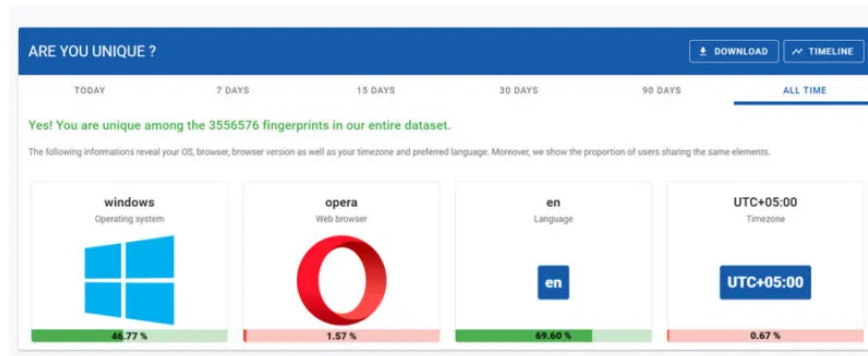 ARE YOU UNIQUE ?
DOWNLOAD
TIMELINE
TODAY
7 DAYS
15 DAYS
30 DAYS
90 DAYS
ALL TIME
Yes! You are unique among the 3556576 fingerprints in our entire dataset.
The following informations reveal your OS, browser, browser version as well as your timezone and preferred language. Moreover, we show the proportion of users sharing the same elements.
windows
Operating system
46.77 %
opera
Web browser
1.57 %
en
Language
en
69.60 %
UTC+05:00
Timezone
UTC+05:00
0.67 %